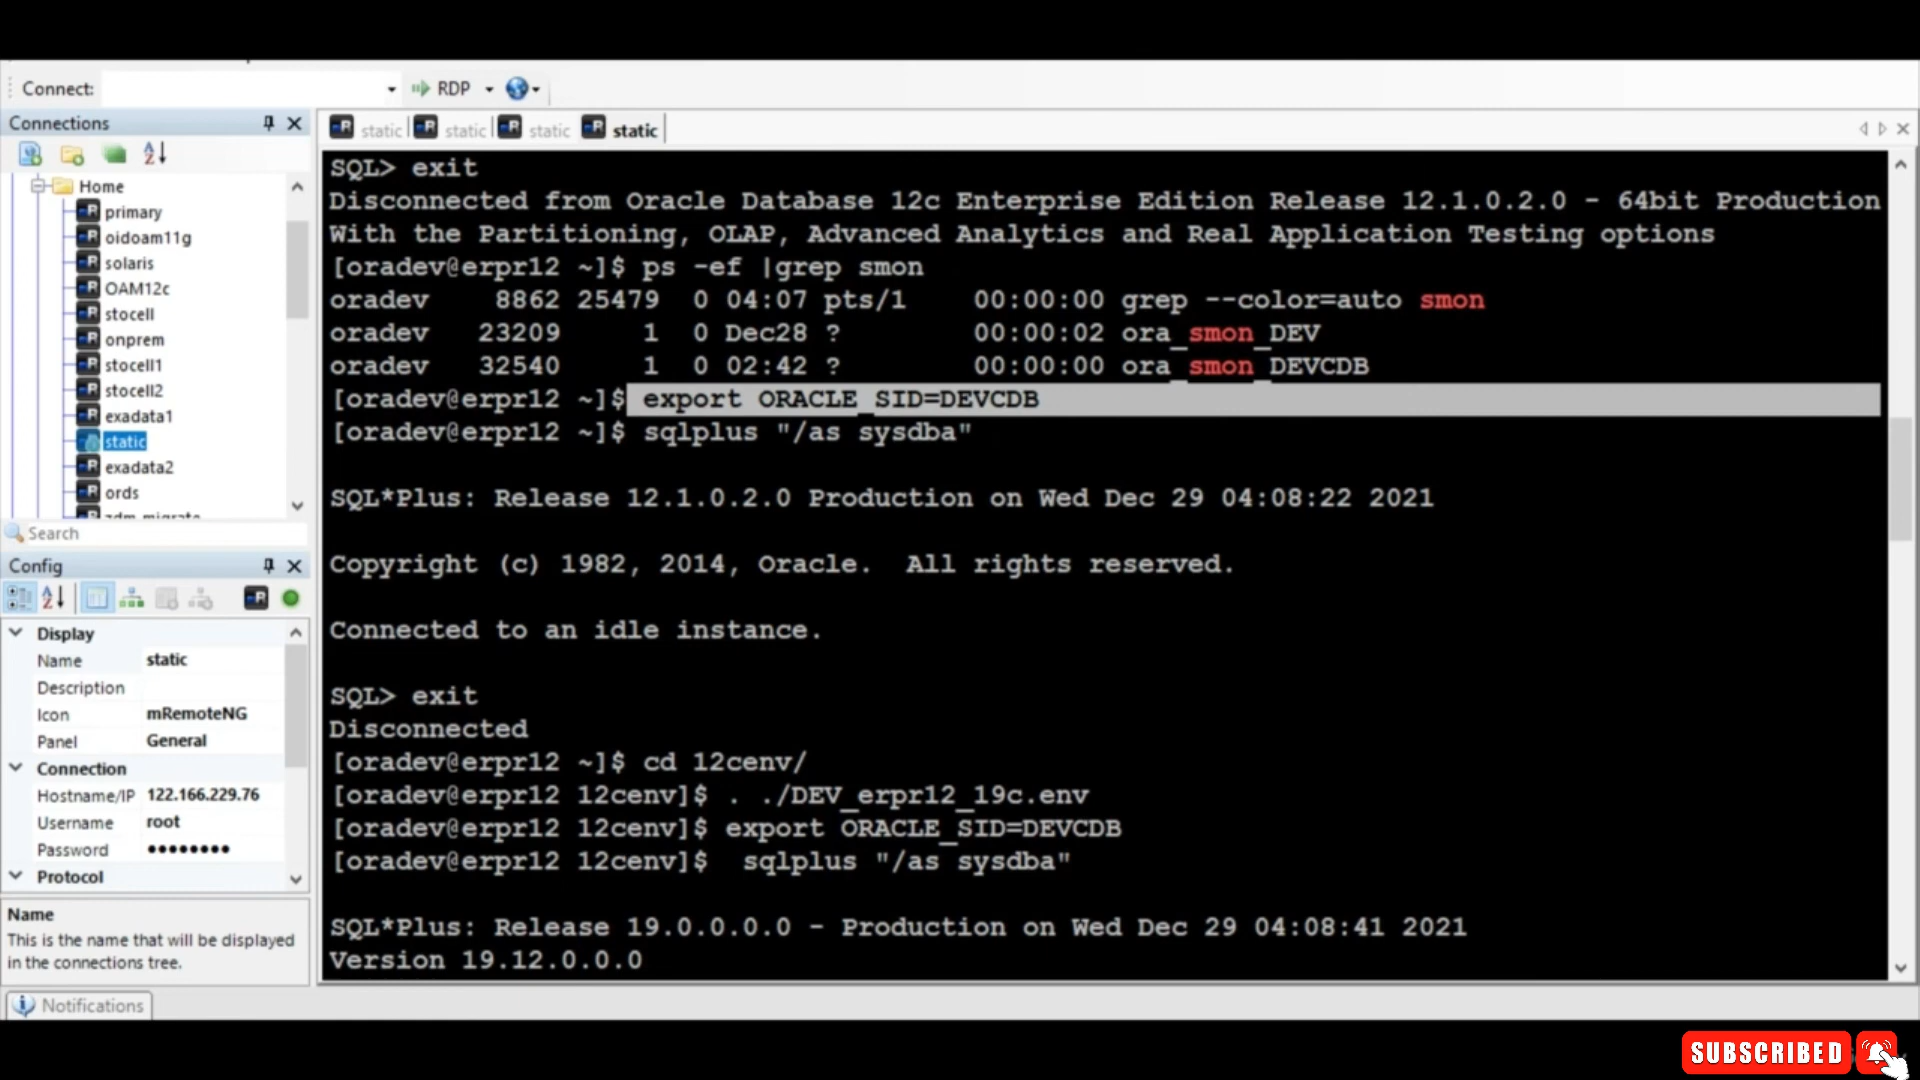 Connect:
RDP
Connections
static
static
static
static
Home
primary
oidoam11g
solaris
OAM12c
stocell
onprem
stocell1
stocell2
exadata1
static
exadata2
ords
zdm migrate
Search
Config
Display
Name static
Description
Icon mRemoteNG
Panel General
Connection
Hostname/IP 122.166.229.76
Username root
Password ●●●●●●●●
Protocol
Name
This is the name that will be displayed
in the connections tree.
Notifications
SQL> exit
Disconnected from Oracle Database 12c Enterprise Edition Release 12.1.0.2.0 - 64bit Production
With the Partitioning, OLAP, Advanced Analytics and Real Application Testing options
[oradev@erpr12 ~]$ ps -ef |grep smon
oradev 8862 25479 0 04:07 pts/1 00:00:00 grep --color=auto smon
oradev 23209 1 0 Dec28 ? 00:00:02 ora_smon_DEV
oradev 32540 1 0 02:42 ? 00:00:00 ora_smon_DEVCDB
[oradev@erpr12 ~]$ export ORACLE_SID=DEVCDB
[oradev@erpr12 ~]$ sqlplus "/as sysdba"
SQL*Plus: Release 12.1.0.2.0 Production on Wed Dec 29 04:08:22 2021
Copyright (c) 1982, 2014, Oracle. All rights reserved.
Connected to an idle instance.
SQL> exit
Disconnected
[oradev@erpr12 ~]$ cd 12cenv/
[oradev@erpr12 12cenv]$ . ./DEV_erpr12_19c.env
[oradev@erpr12 12cenv]$ export ORACLE_SID=DEVCDB
[oradev@erpr12 12cenv]$ sqlplus "/as sysdba"
SQL*Plus: Release 19.0.0.0.0 - Production on Wed Dec 29 04:08:41 2021
Version 19.12.0.0.0
SUBSCRIBED